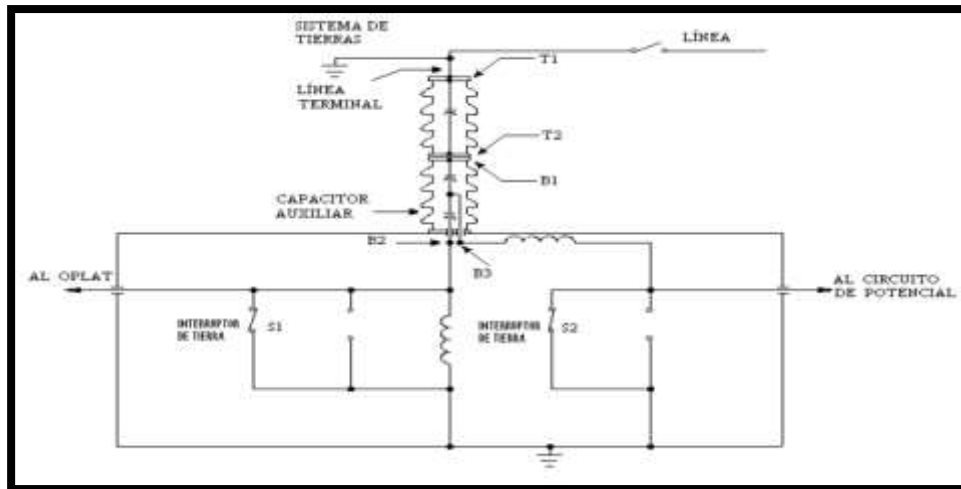 SISTEMA DE
TIERRAS
LÍNEA
T1
LÍNEA
TERMINAL
T2
B1
CAPACITOR
AUXILIAR
B2
B3
AL OPLAT
AL CIRCUITO
DE POTENCIAL
INTERRUPTOR
DE TIERRA
S1
INTERRUPTOR
DE TIERRA
S2